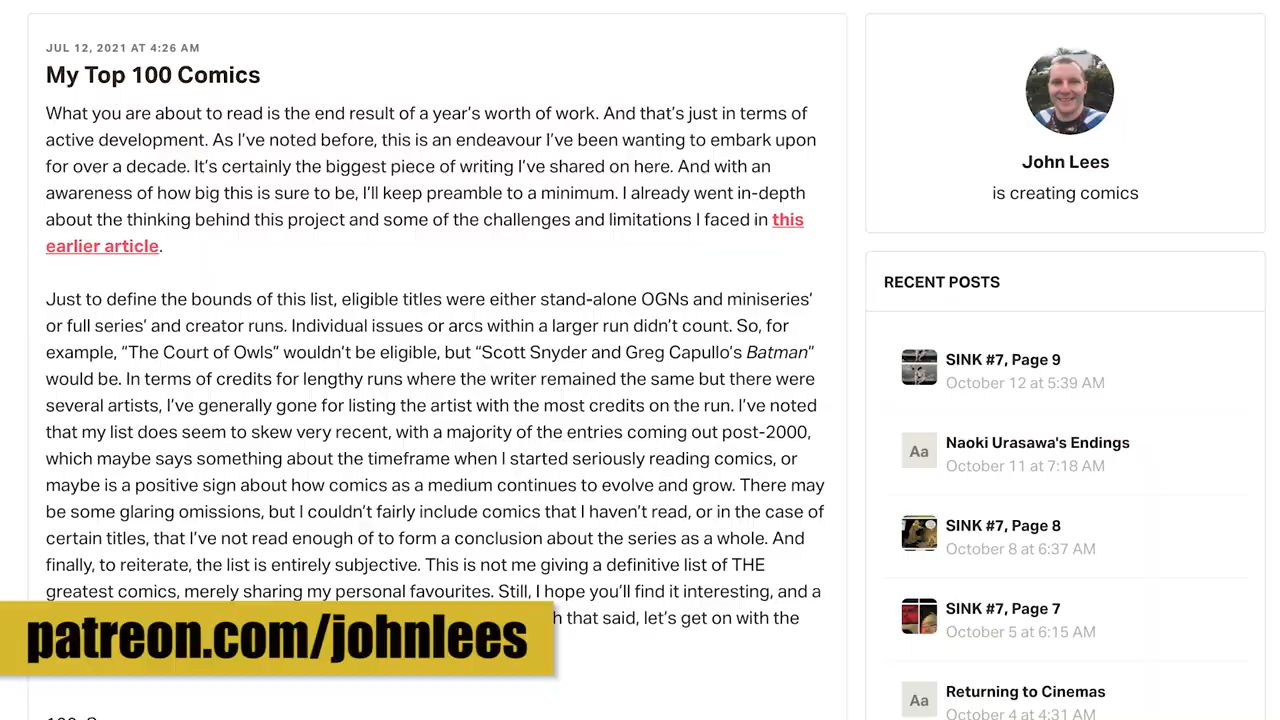 JUL 12, 2021 AT 4:26 AM
My Top 100 Comics
What you are about to read is the end result of a year’s worth of work. And that’s just in terms of
active development. As I’ve noted before, this is an endeavour I’ve been wanting to embark upon
for over a decade. It’s certainly the biggest piece of writing I’ve shared on here. And with an
awareness of how big this is sure to be, I’ll keep preamble to a minimum. I already went in-depth
about the thinking behind this project and some of the challenges and limitations I faced in this
earlier article.
Just to define the bounds of this list, eligible titles were either stand-alone OGNs and miniseries’
or full series’ and creator runs. Individual issues or arcs within a larger run didn’t count. So, for
example, “The Court of Owls” wouldn’t be eligible, but “Scott Snyder and Greg Capullo’s Batman”
would be. In terms of credits for lengthy runs where the writer remained the same but there were
several artists, I’ve generally gone for listing the artist with the most credits on the run. I’ve noted
that my list does seem to skew very recent, with a majority of the entries coming out post-2000,
which maybe says something about the timeframe when I started seriously reading comics, or
maybe is a positive sign about how comics as a medium continues to evolve and grow. There may
be some glaring omissions, but I couldn’t fairly include comics that I haven’t read, or in the case of
certain titles, that I’ve not read enough of to form a conclusion about the series as a whole. And
finally, to reiterate, the list is entirely subjective. This is not me giving a definitive list of THE
greatest comics, merely sharing my personal favourites. Still, I hope you’ll find it interesting, and a
that said, let’s get on with the
patreon.com/johnlees
John Lees
is creating comics
RECENT POSTS
SINK #7, Page 9
October 12 at 5:39 AM
Aa
Naoki Urasawa's Endings
October 11 at 7:18 AM
SINK #7, Page 8
October 8 at 6:37 AM
SINK #7, Page 7
October 5 at 6:15 AM
Aa
Returning to Cinemas
October 4 at 4:31 AM